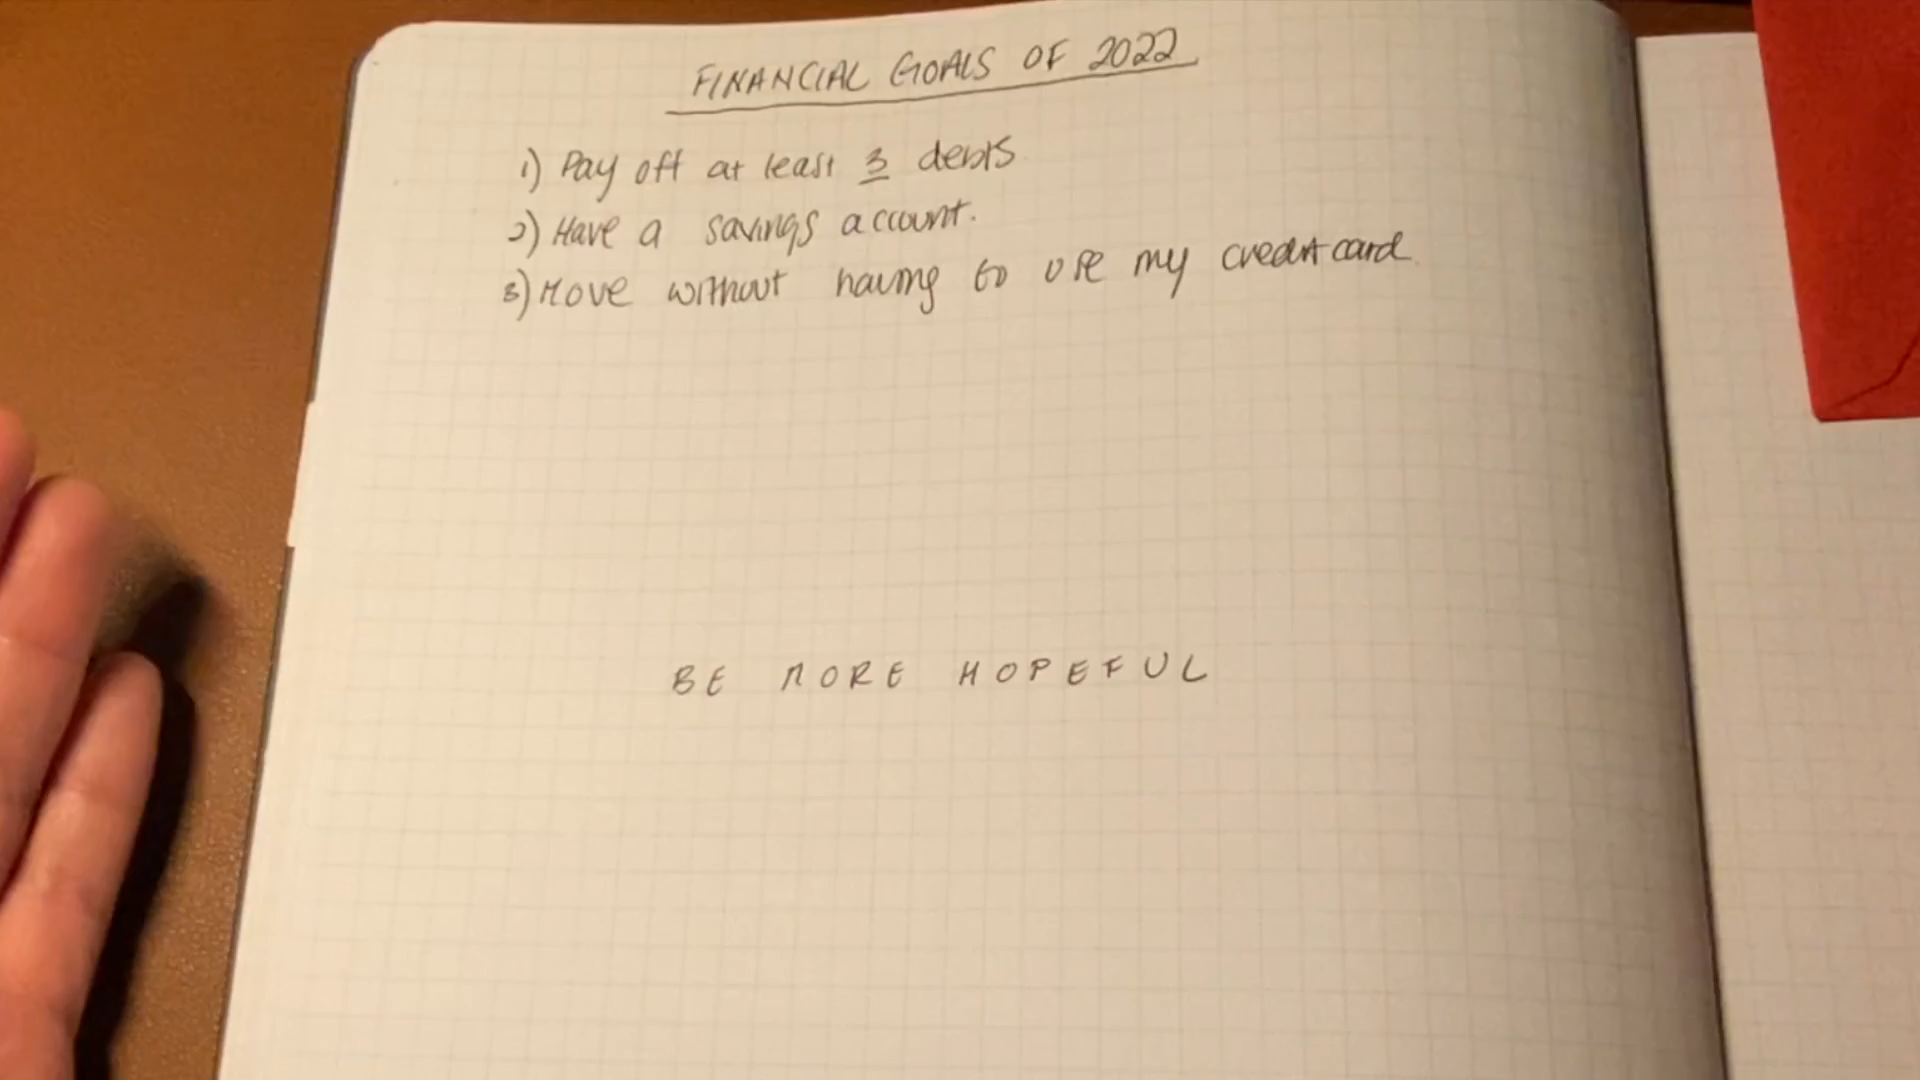 FINANCIAL GOALS OF 2022
1) Pay off at least 3 debts
2) Have a savings account.
3) Move without having to use my credit card
BE MORE HOPEFUL